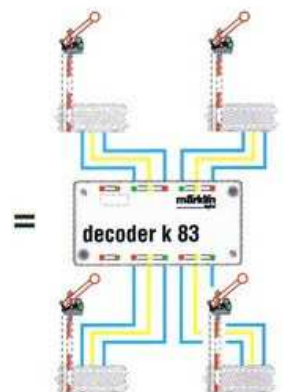 =
märklin
decoder k 83